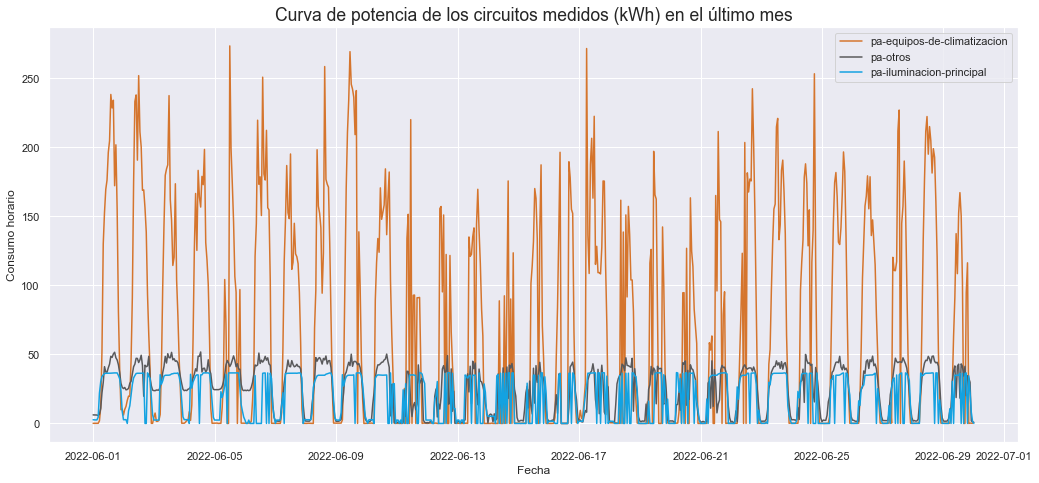 Curva de potencia de los circuitos medidos (kWh) en el último mes
pa-equipos-de-climatizacion
pa-otros
pa-iluminacion-principal
Consumo horario
250
200
150
100
50
0
2022-06-01 2022-06-05 2022-06-09 2022-06-13 2022-06-17 2022-06-21 2022-06-25 2022-06-29 2022-07-01
Fecha